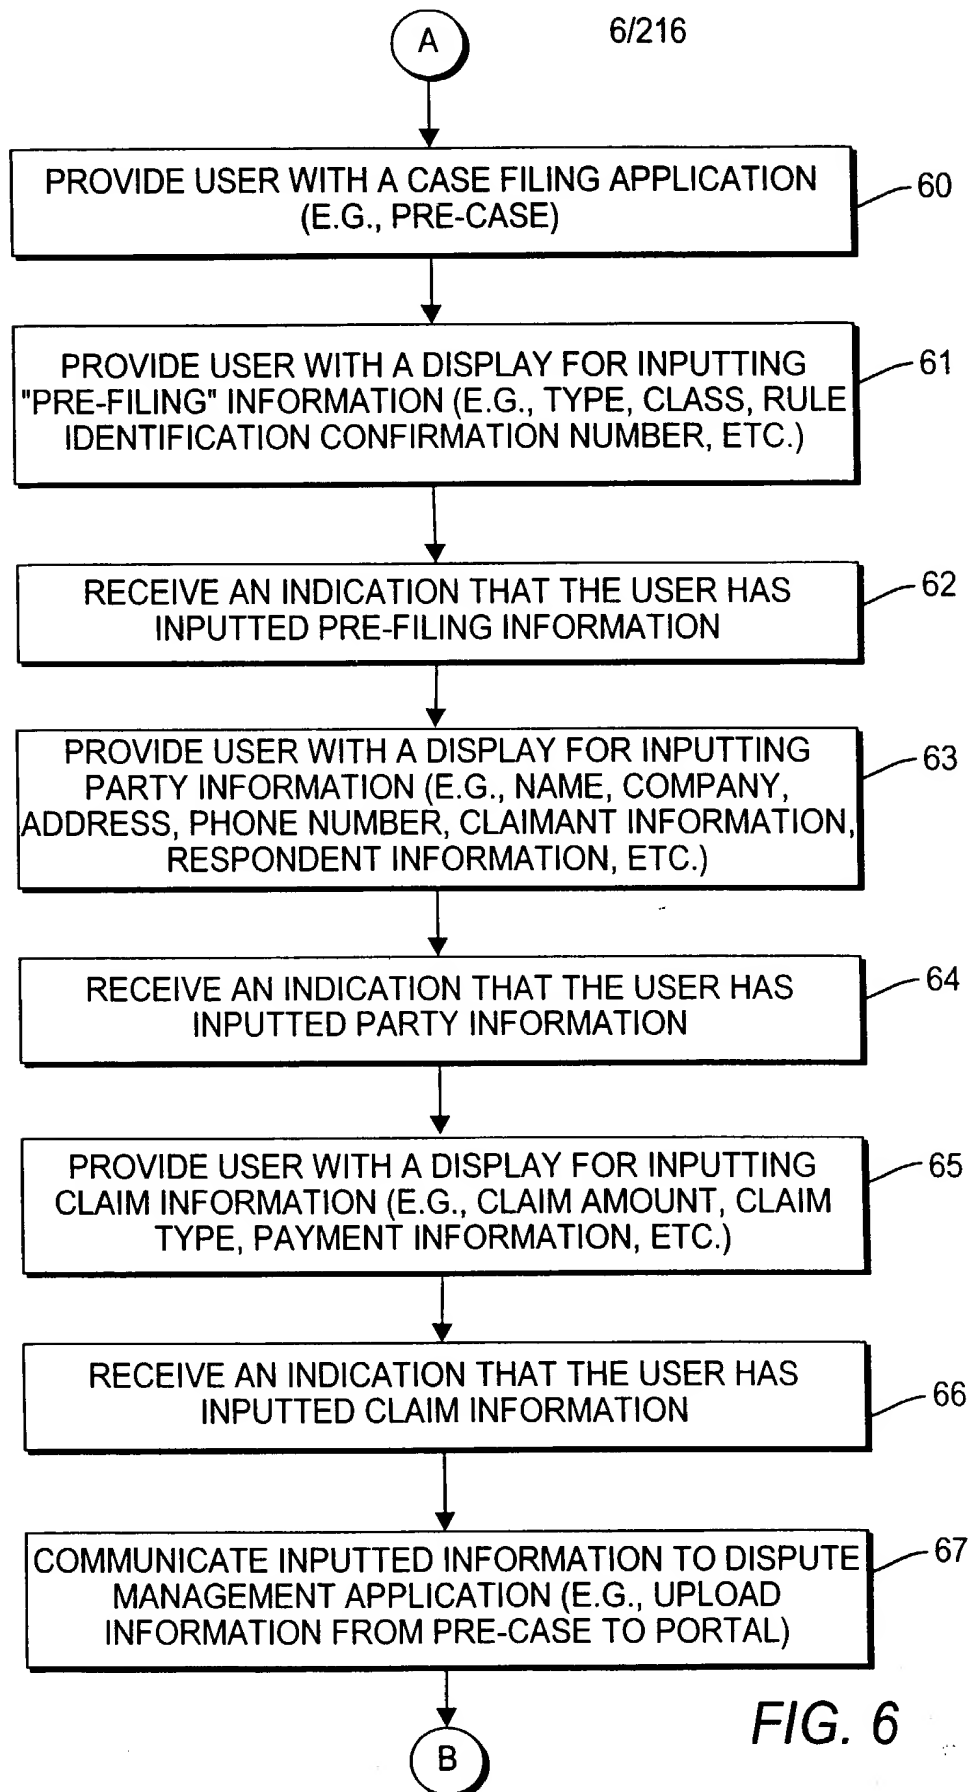 A
6/216
PROVIDE USER WITH A CASE FILING APPLICATION
(E.G., PRE-CASE)
60
PROVIDE USER WITH A DISPLAY FOR INPUTTING
"PRE-FILING" INFORMATION (E.G., TYPE, CLASS, RULE
IDENTIFICATION CONFIRMATION NUMBER, ETC.)
61
RECEIVE AN INDICATION THAT THE USER HAS
INPUTTED PRE-FILING INFORMATION
62
PROVIDE USER WITH A DISPLAY FOR INPUTTING
PARTY INFORMATION (E.G., NAME, COMPANY,
ADDRESS, PHONE NUMBER, CLAIMANT INFORMATION,
RESPONDENT INFORMATION, ETC.)
63
RECEIVE AN INDICATION THAT THE USER HAS
INPUTTED PARTY INFORMATION
64
PROVIDE USER WITH A DISPLAY FOR INPUTTING
CLAIM INFORMATION (E.G., CLAIM AMOUNT, CLAIM
TYPE, PAYMENT INFORMATION, ETC.)
65
RECEIVE AN INDICATION THAT THE USER HAS
INPUTTED CLAIM INFORMATION
66
COMMUNICATE INPUTTED INFORMATION TO DISPUTE
MANAGEMENT APPLICATION (E.G., UPLOAD
INFORMATION FROM PRE-CASE TO PORTAL)
67
B
FIG. 6